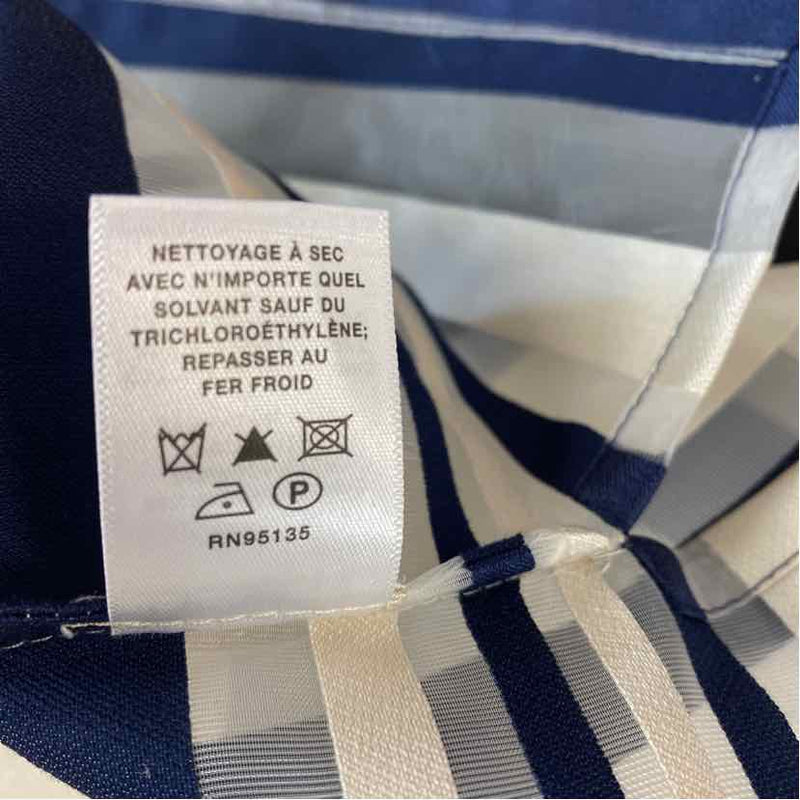 NETTOYAGE À SEC
AVEC N'IMPORTE QUEL
SOLVANT SAUF DU
TRICHLOROÉTHYLÈNE;
REPASSER AU
FER FROID
P
RN95135